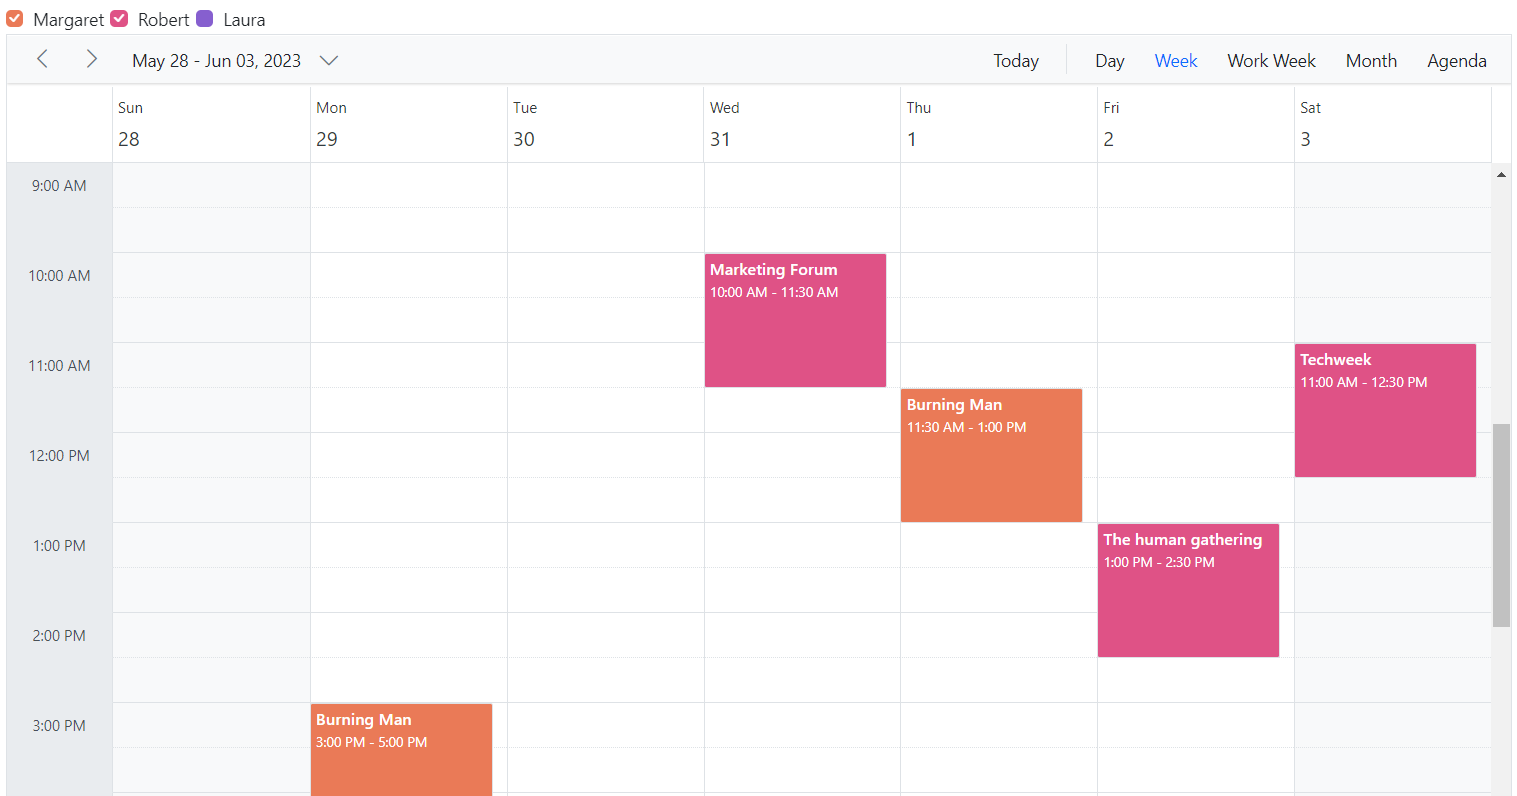 Margaret Robert Laura
May 28 - Jun 03, 2023 Today Day Week Work Week Month Agenda
Sun Mon Tue Wed Thu Fri Sat
28 29 30 31 1 2 3
9:00 AM
10:00 AM
Marketing Forum
10:00 AM - 11:30 AM
11:00 AM
Techweek
11:00 AM - 12:30 PM
Burning Man
11:30 AM - 1:00 PM
12:00 PM
1:00 PM
The human gathering
1:00 PM - 2:30 PM
2:00 PM
3:00 PM
Burning Man
3:00 PM - 5:00 PM